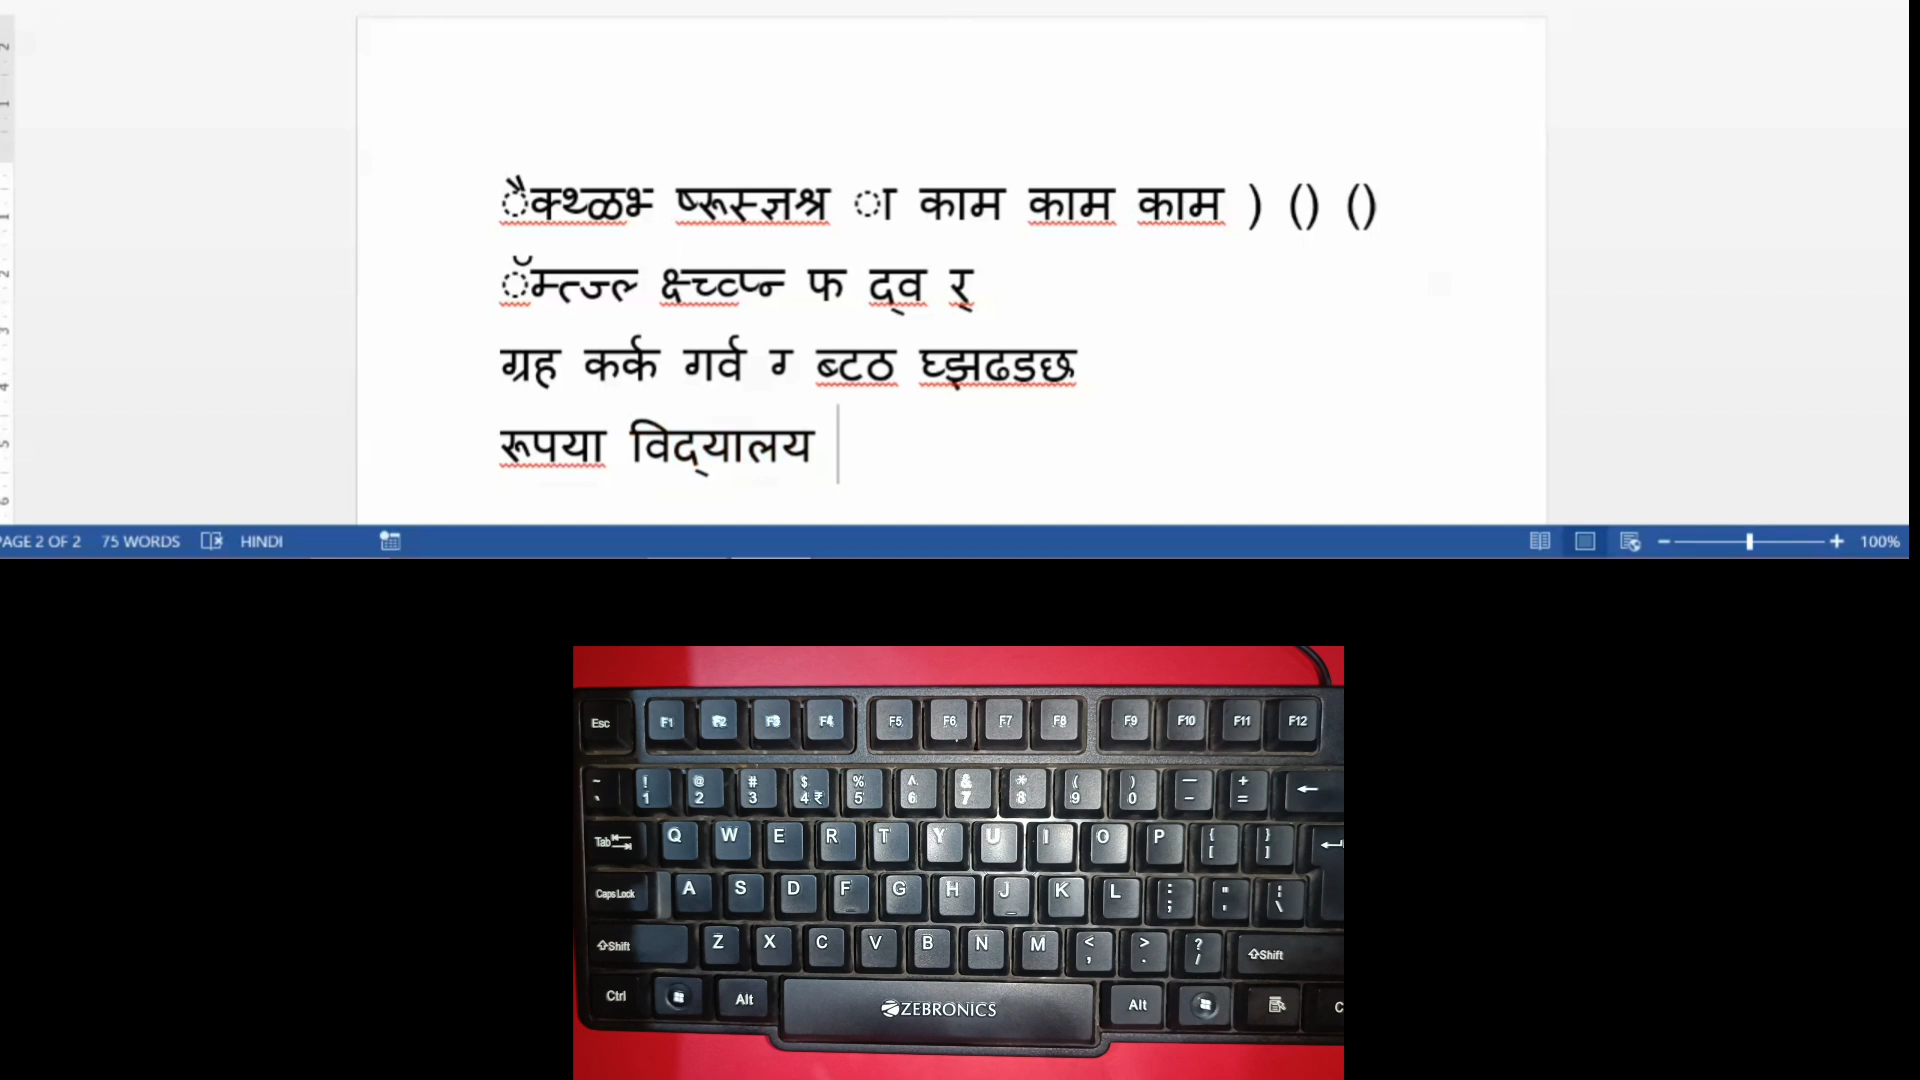 ैक्थ्ळभ्‍ ष्रूस्ज्ञश्र ा काम काम काम ) () ()
ॅम्त्ज्ल्‍ क्ष्च्व्प्न्‍ फ द्‌व र्
ग्रह कर्क गर्व ग्‍ ब्टठ घ्झढडछ
रूपया विद्‌यालय
PAGE 2 OF 2 75 WORDS HINDI 100%
Esc F1 F2 F3 F4 F5 F6 F7 F8 F9 F10 F11 F12
~ ` ! 1 @ 2 # 3 $ 4 ₹ % 5 ^ 6 & 7 * 8 ( 9 ) 0 — - + = ←
Tab Q W E R T Y U I O P { [ } ]
Caps Lock A S D F G H J K L : ; " ' ¦ \
Shift Z X C V B N M < , > . ? / Shift
Ctrl Alt ZEBRONICS Alt C